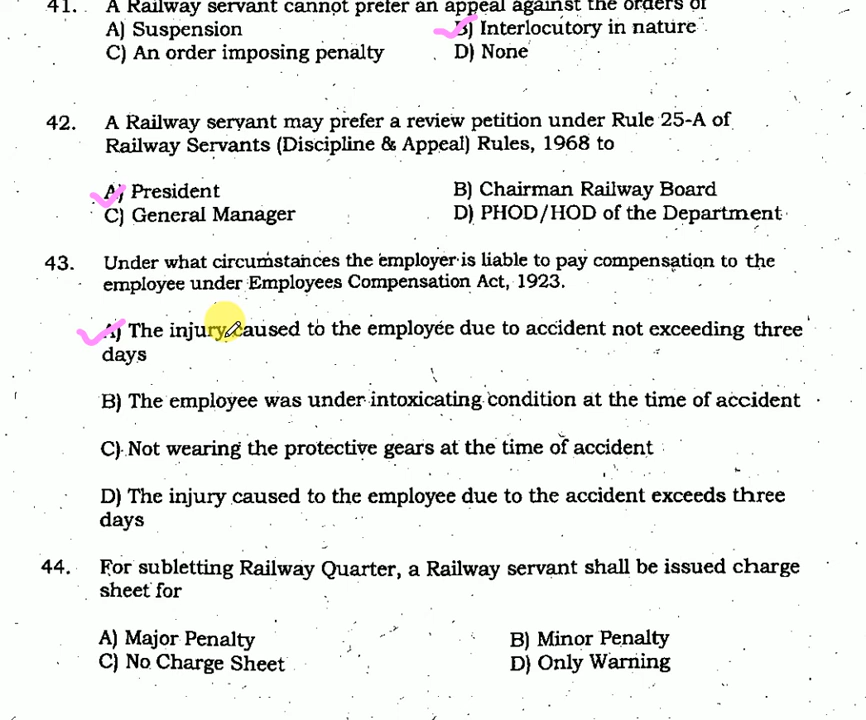 41. A Railway servant cannot prefer an appeal against the orders of
A) Suspension B) Interlocutory in nature
C) An order imposing penalty D) None
42. A Railway servant may prefer a review petition under Rule 25-A of
Railway Servants (Discipline & Appeal) Rules, 1968 to
A) President B) Chairman Railway Board
C) General Manager D) PHOD/HOD of the Department
43. Under what circumstances the employer is liable to pay compensation to the
employee under Employees Compensation Act, 1923.
A) The injury caused to the employee due to accident not exceeding three
days
B) The employee was under intoxicating condition at the time of accident
C) Not wearing the protective gears at the time of accident
D) The injury caused to the employee due to the accident exceeds three
days
44. For subletting Railway Quarter, a Railway servant shall be issued charge
sheet for
A) Major Penalty B) Minor Penalty
C) No Charge Sheet D) Only Warning